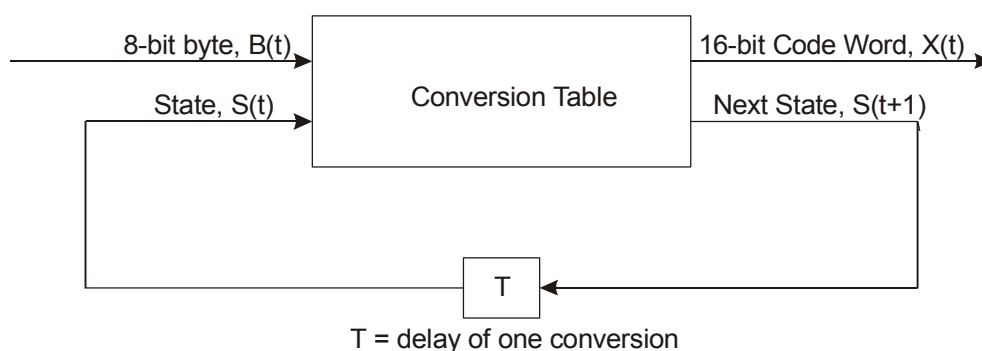 8-bit byte, B(t)
16-bit Code Word, X(t)
Conversion Table
State, S(t)
Next State, S(t+1)
T
T = delay of one conversion